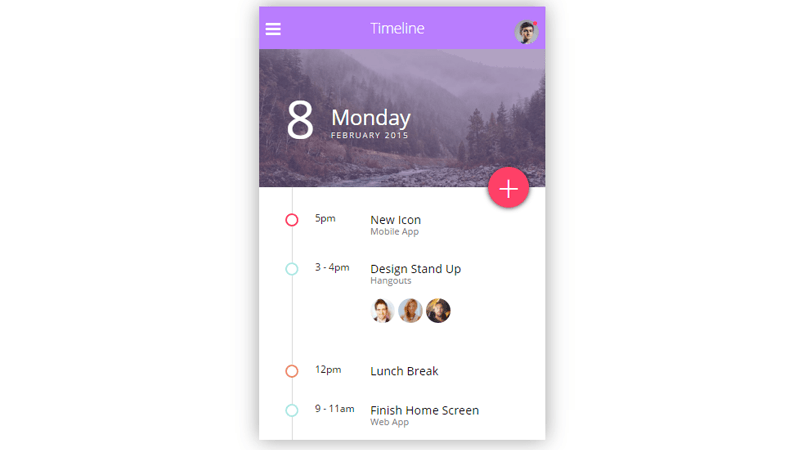 Timeline
8 Monday
FEBRUARY 2015
5pm New Icon
Mobile App
3 - 4pm Design Stand Up
Hangouts
12pm Lunch Break
9 - 11am Finish Home Screen
Web App